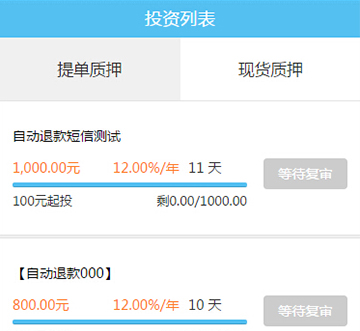 投资列表
提单质押 现货质押
自动退款短信测试
1,000.00元 12.00%/年 11 天 等待复审
100元起投 剩0.00/1000.00
【自动退款000】
800.00元 12.00%/年 10 天 等待复审